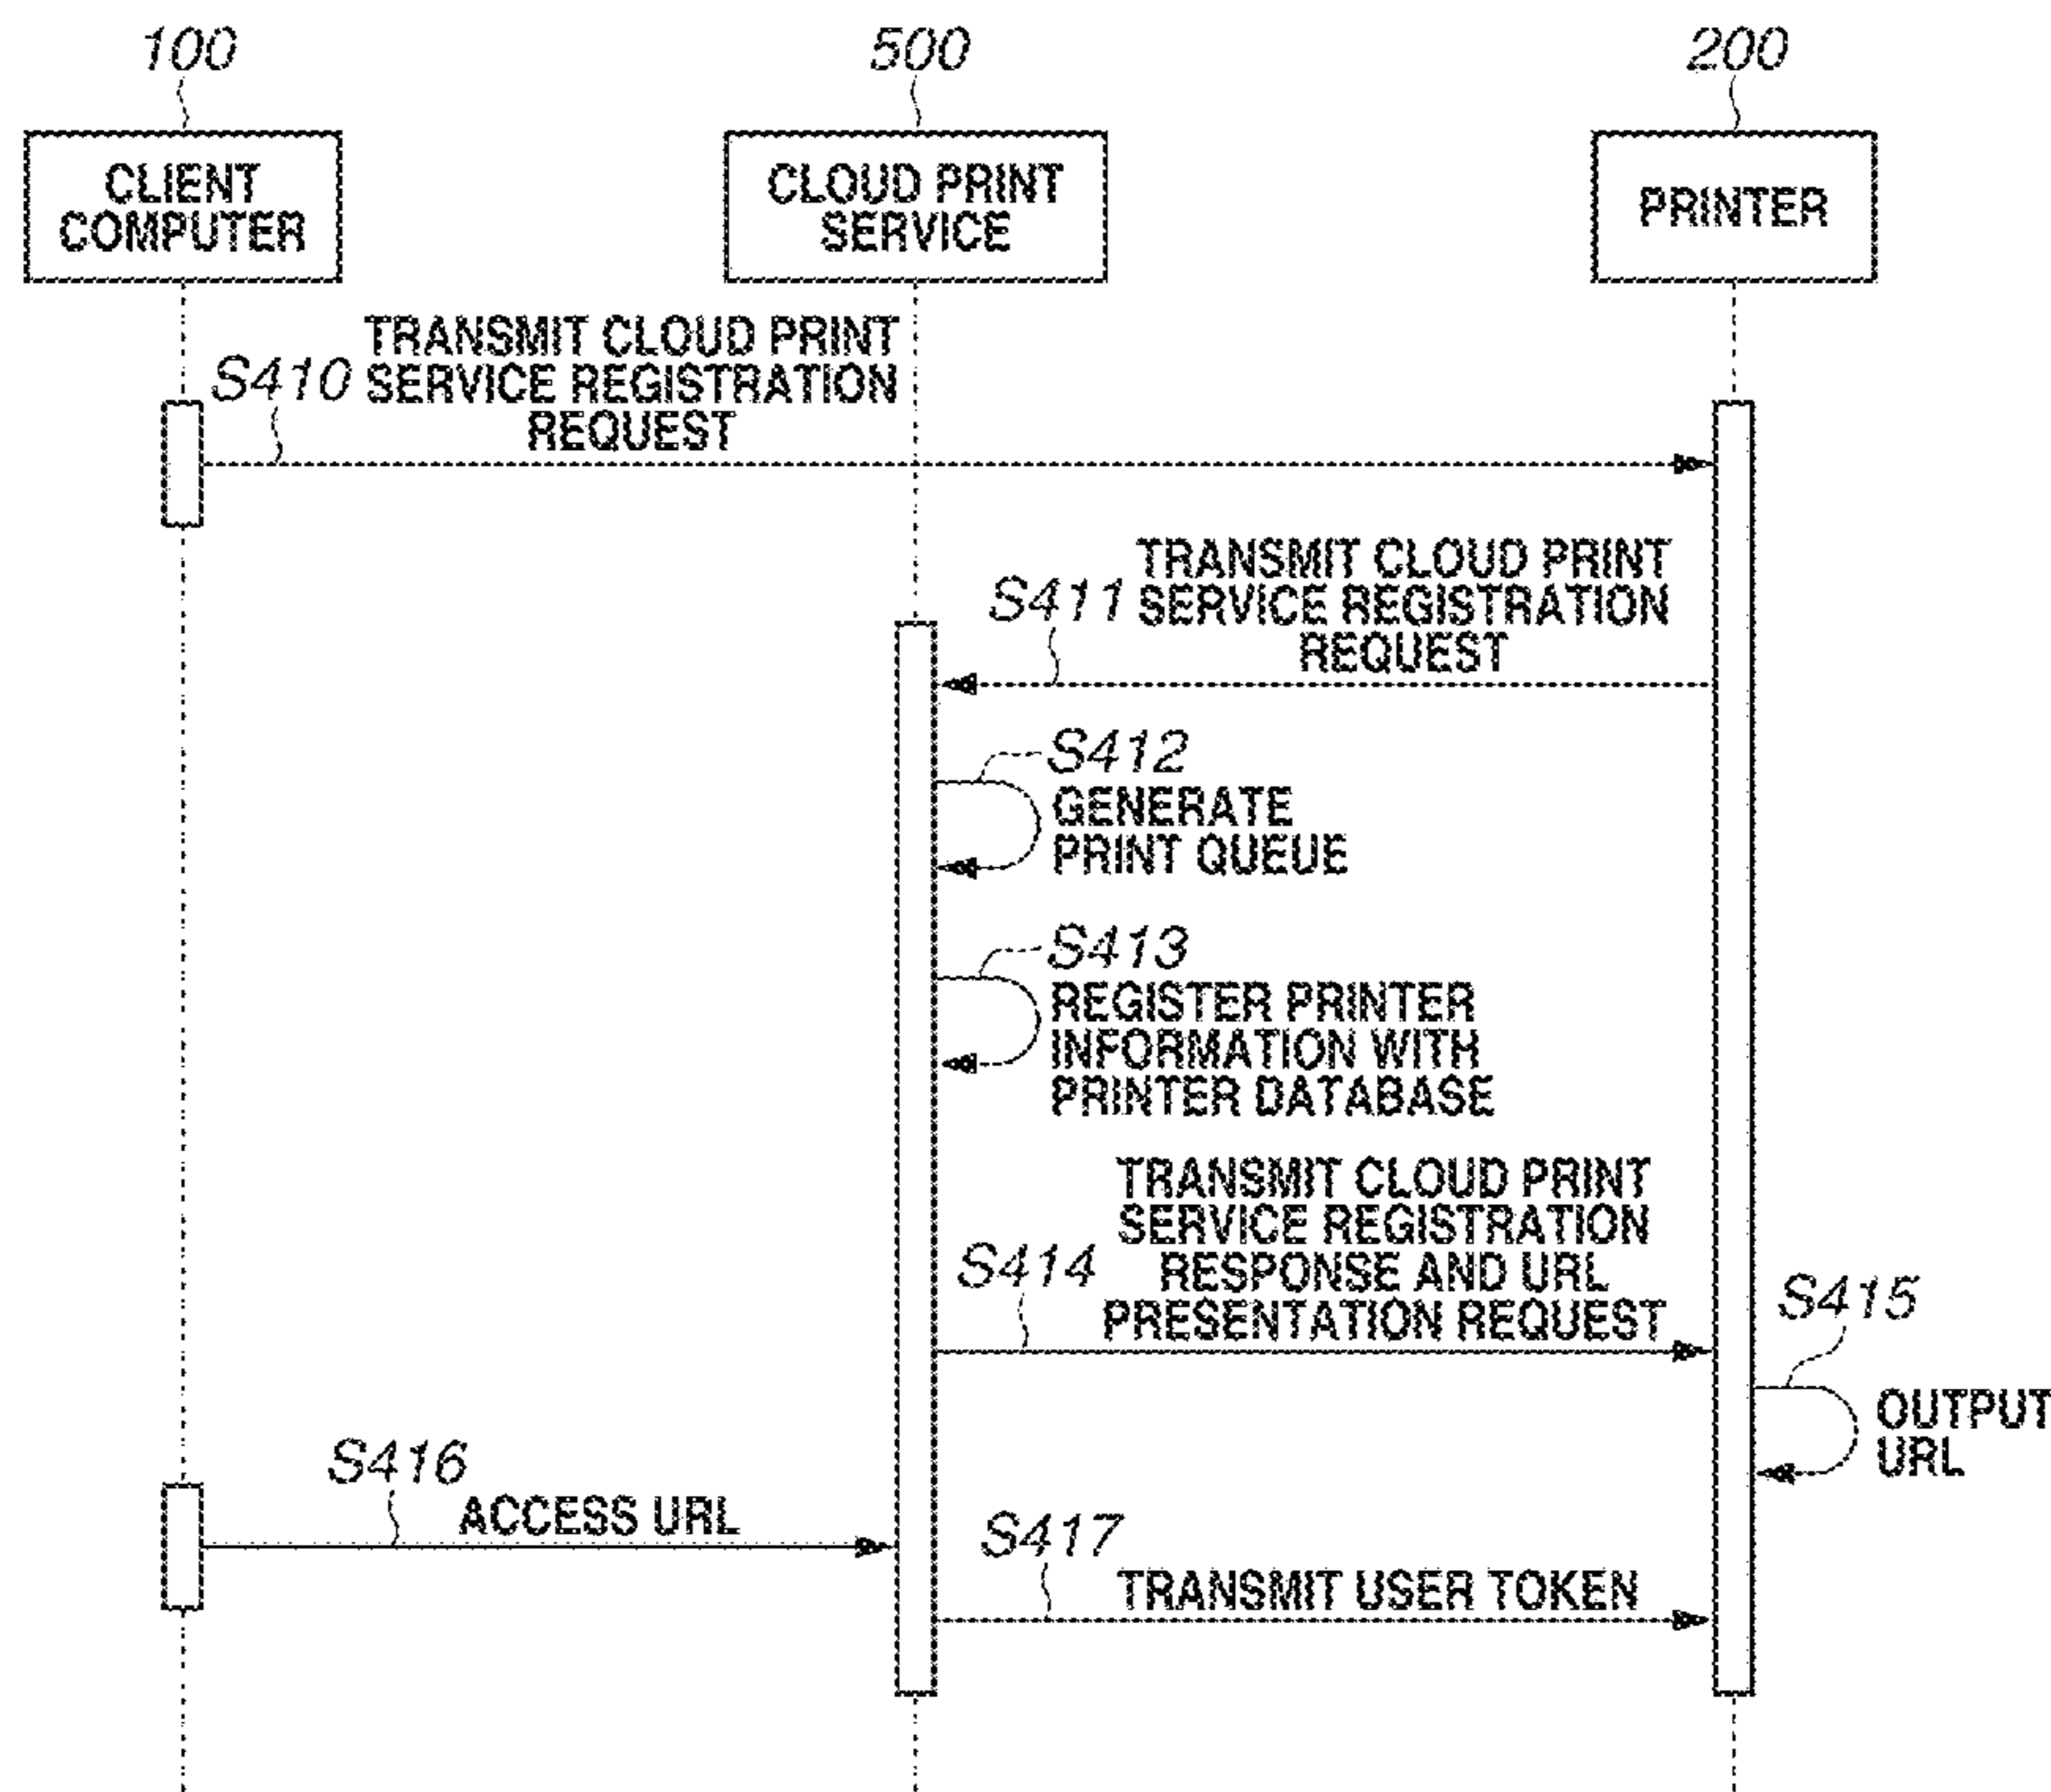 100
500
200
CLIENT
COMPUTER
CLOUD PRINT
SERVICE
PRINTER
S410
TRANSMIT CLOUD PRINT
SERVICE REGISTRATION
REQUEST
S411
TRANSMIT CLOUD PRINT
SERVICE REGISTRATION
REQUEST
S412
GENERATE
PRINT QUEUE
S413
REGISTER PRINTER
INFORMATION WITH
PRINTER DATABASE
S414
TRANSMIT CLOUD PRINT
SERVICE REGISTRATION
RESPONSE AND URL
PRESENTATION REQUEST
S415
OUTPUT
URL
S416
ACCESS URL
S417
TRANSMIT USER TOKEN